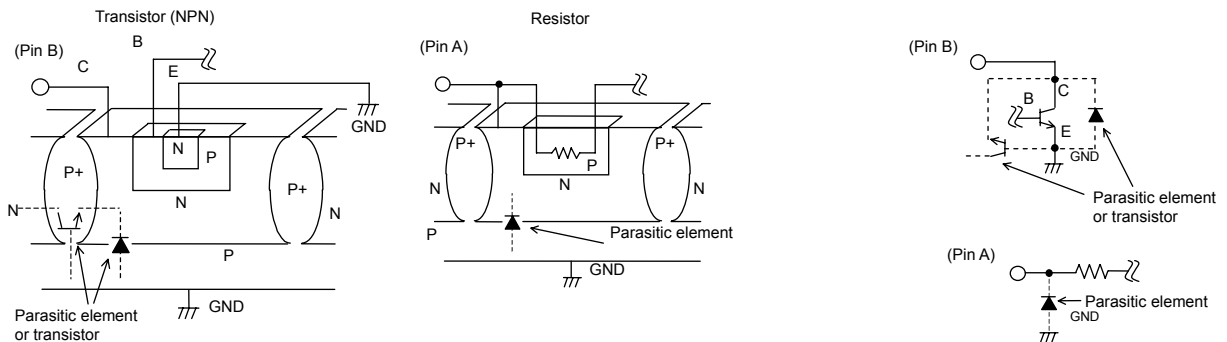 Transistor (NPN)
(Pin B)
B
C
E
GND
N
P
P+
P+
N
N
N
P
GND
Parasitic element
or transistor
Resistor
(Pin A)
P+
P
P+
N
N
N
P
Parasitic element
GND
(Pin B)
C
B
E
GND
Parasitic element
or transistor
(Pin A)
Parasitic element
GND